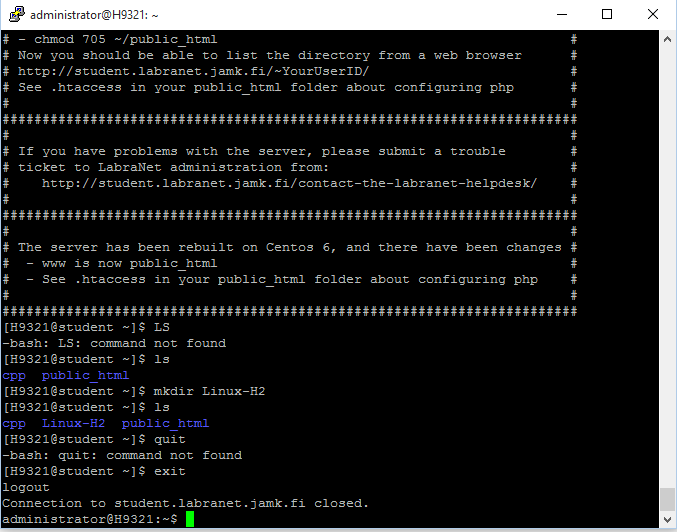 administrator@H9321: ~
# - chmod 705 ~/public_html #
# Now you should be able to list the directory from a web browser #
# http://student.labranet.jamk.fi/~YourUserID/ #
# See .htaccess in your public_html folder about configuring php #
# #
########################################################################
# #
# If you have problems with the server, please submit a trouble #
# ticket to LabraNet administration from: #
# http://student.labranet.jamk.fi/contact-the-labranet-helpdesk/ #
# #
########################################################################
# #
# The server has been rebuilt on Centos 6, and there have been changes #
# - www is now public_html #
# - See .htaccess in your public_html folder about configuring php #
# #
########################################################################
[H9321@student ~]$ LS
-bash: LS: command not found
[H9321@student ~]$ ls
cpp public_html
[H9321@student ~]$ mkdir Linux-H2
[H9321@student ~]$ ls
cpp Linux-H2 public_html
[H9321@student ~]$ quit
-bash: quit: command not found
[H9321@student ~]$ exit
logout
Connection to student.labranet.jamk.fi closed.
administrator@H9321:~$